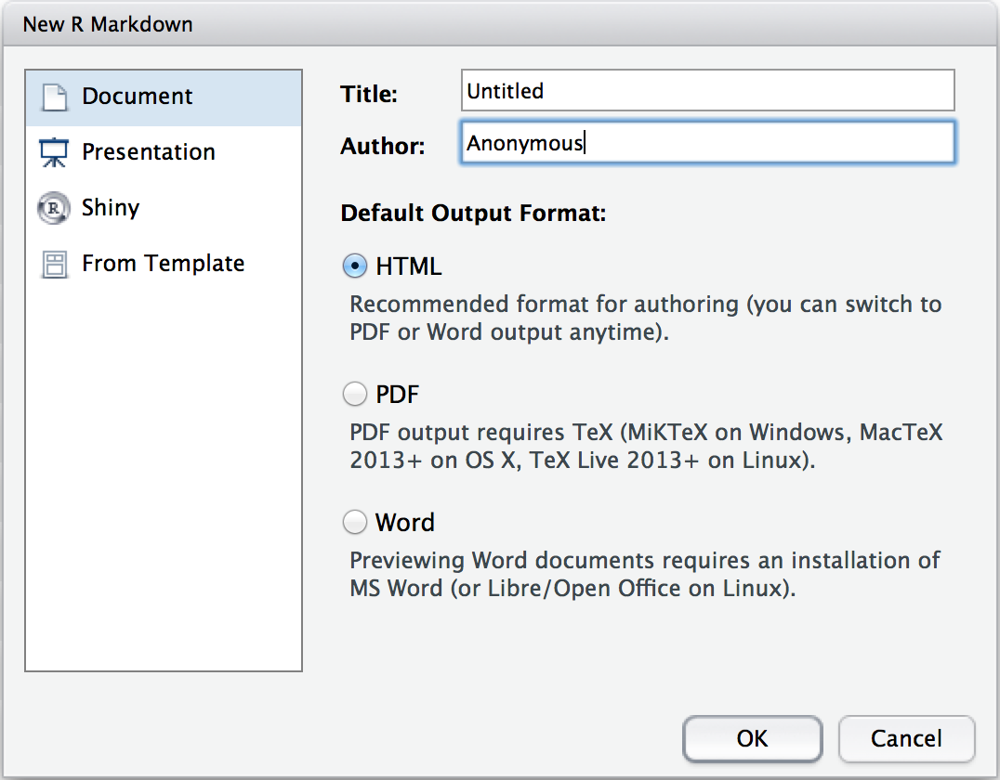 New R Markdown
Document
Presentation
R
Shiny
From Template
Title:
Untitled
Author:
Anonymous
Default Output Format:
HTML
Recommended format for authoring (you can switch to
PDF or Word output anytime).
PDF
PDF output requires TeX (MiKTeX on Windows, MacTeX
2013+ on OS X, TeX Live 2013+ on Linux).
Word
Previewing Word documents requires an installation of
MS Word (or Libre/Open Office on Linux).
OK
Cancel